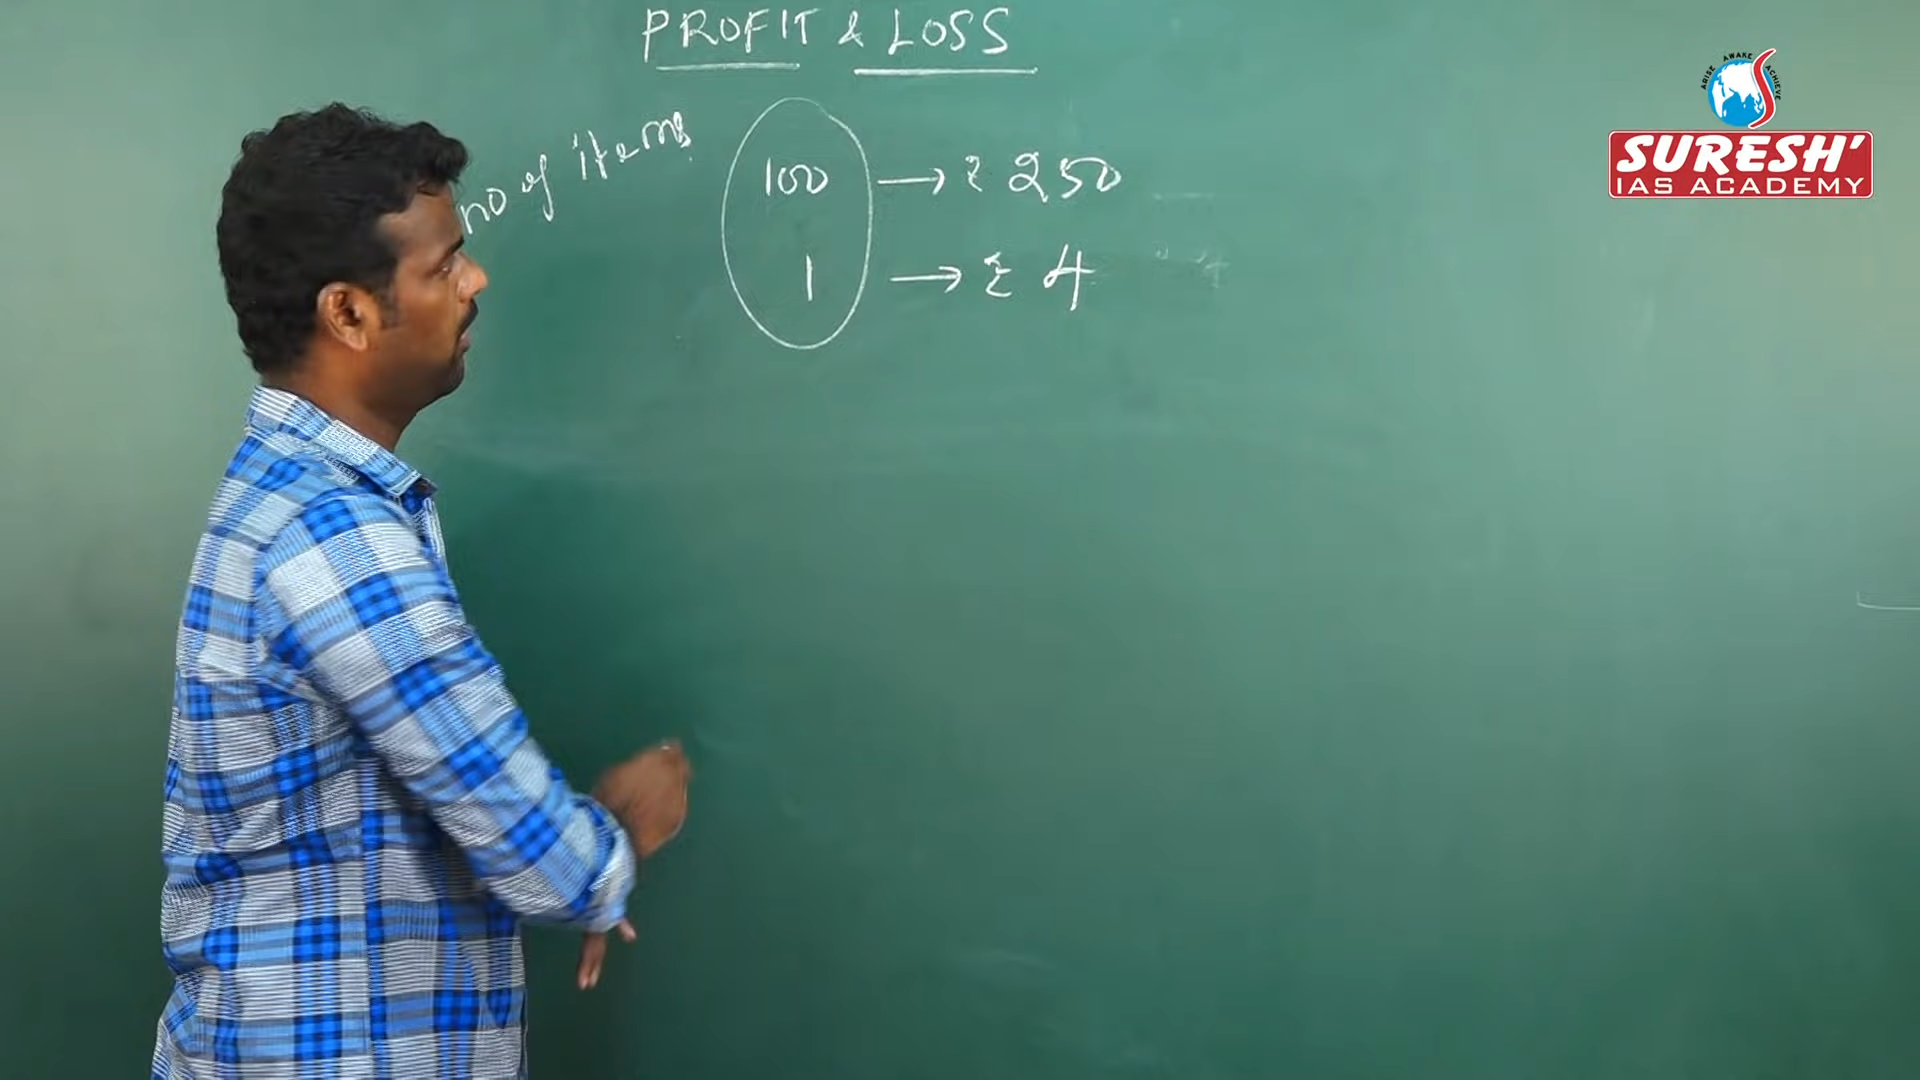 PROFIT & LOSS
no of items
100 → ₹ 250
1 → ₹ 4
ARISE AWAKE ACHIEVE
SURESH'
IAS ACADEMY